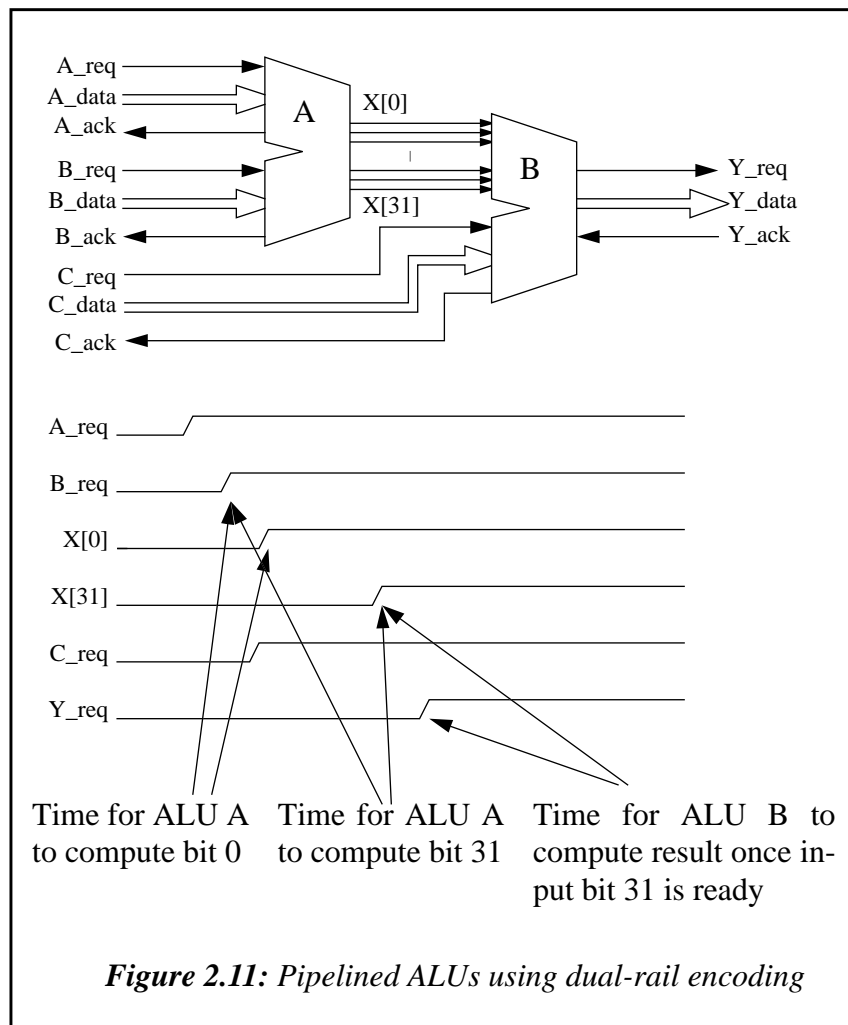 A_req
A_data
A_ack
B_req
B_data
B_ack
C_req
C_data
C_ack
A
X[0]
X[31]
B
Y_req
Y_data
Y_ack
A_req
B_req
X[0]
X[31]
C_req
Y_req
Time for ALU A
to compute bit 0
Time for ALU A
to compute bit 31
Time for ALU B to
compute result once in-
put bit 31 is ready
Figure 2.11: Pipelined ALUs using dual-rail encoding